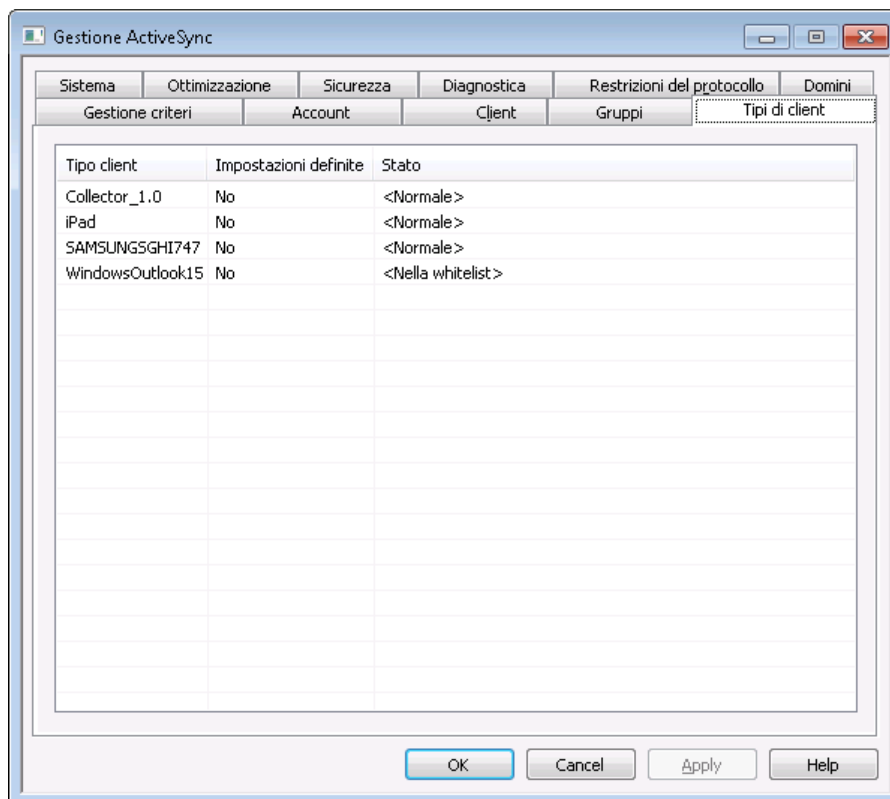 Gestione ActiveSync
Sistema Ottimizzazione Sicurezza Diagnostica Restrizioni del protocollo Domini
Gestione criteri Account Client Gruppi Tipi di client
Tipo client Impostazioni definite Stato
Collector_1.0 No <Normale>
iPad No <Normale>
SAMSUNGSGHI747 No <Normale>
WindowsOutlook15 No <Nella whitelist>
OK Cancel Apply Help